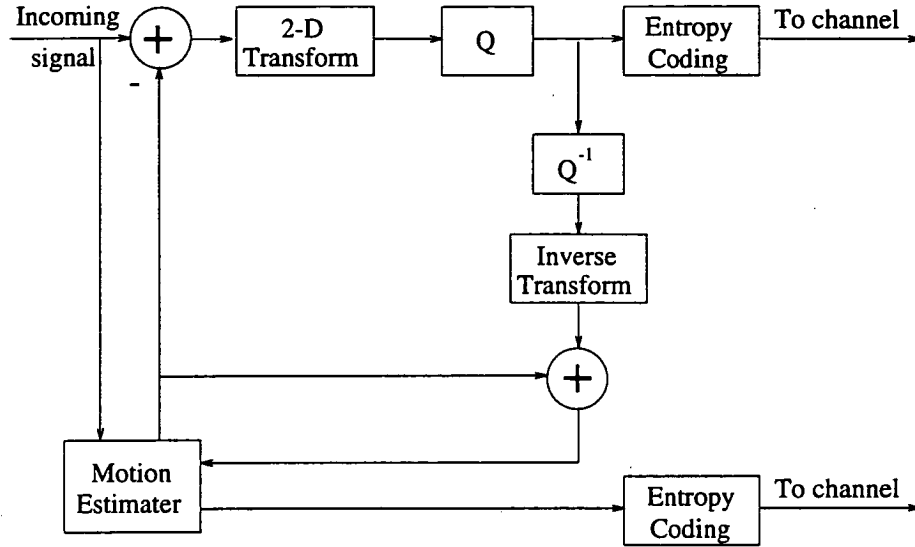 Incoming
signal
+
-
2-D
Transform
Q
Entropy
Coding
To channel
Q^-1
Inverse
Transform
+
Motion
Estimater
Entropy
Coding
To channel